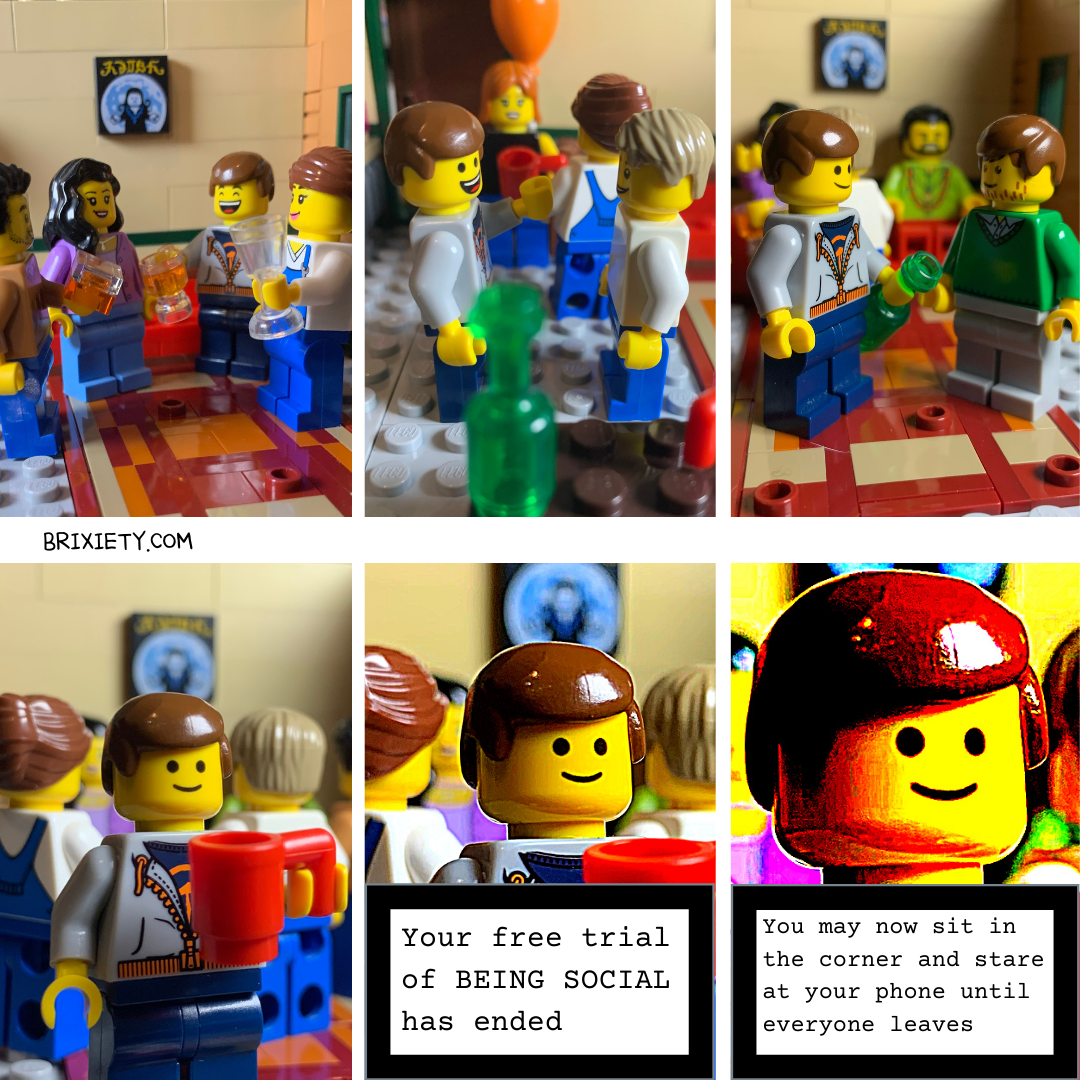 BRIXIETY.COM
Your free trial
of BEING SOCIAL
has ended
You may now sit in
the corner and stare
at your phone until
everyone leaves